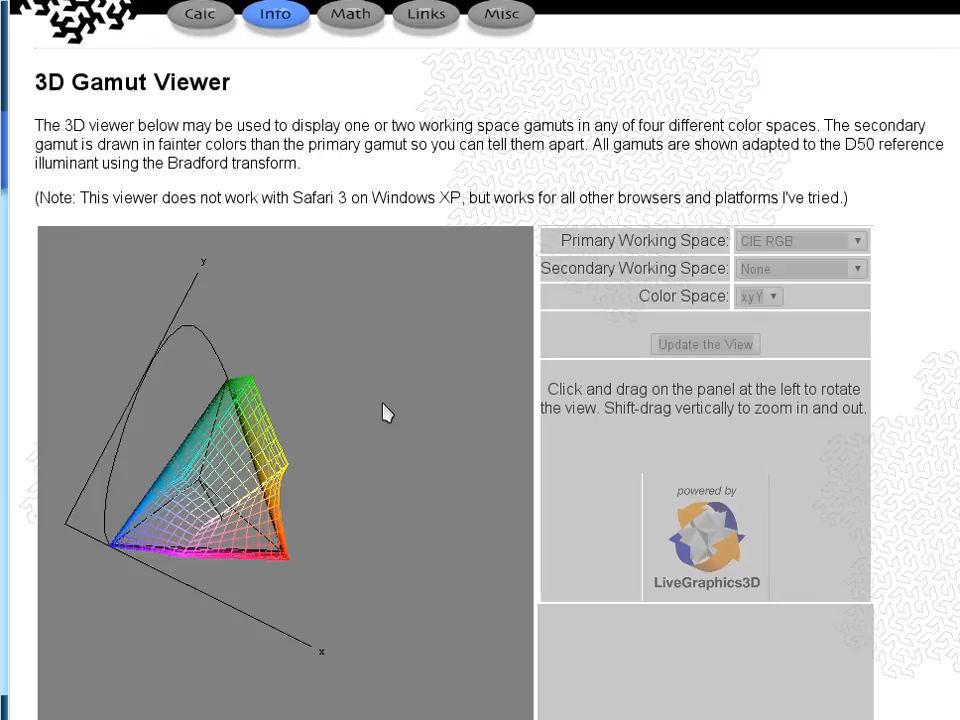 Calc Info Math Links Misc
3D Gamut Viewer
The 3D viewer below may be used to display one or two working space gamuts in any of four different color spaces. The secondary
gamut is drawn in fainter colors than the primary gamut so you can tell them apart. All gamuts are shown adapted to the D50 reference
illuminant using the Bradford transform.
(Note: This viewer does not work with Safari 3 on Windows XP, but works for all other browsers and platforms I've tried.)
y
x
Primary Working Space: CIE RGB
Secondary Working Space: None
Color Space: xyY
Update the View
Click and drag on the panel at the left to rotate
the view. Shift-drag vertically to zoom in and out.
powered by
LiveGraphics3D